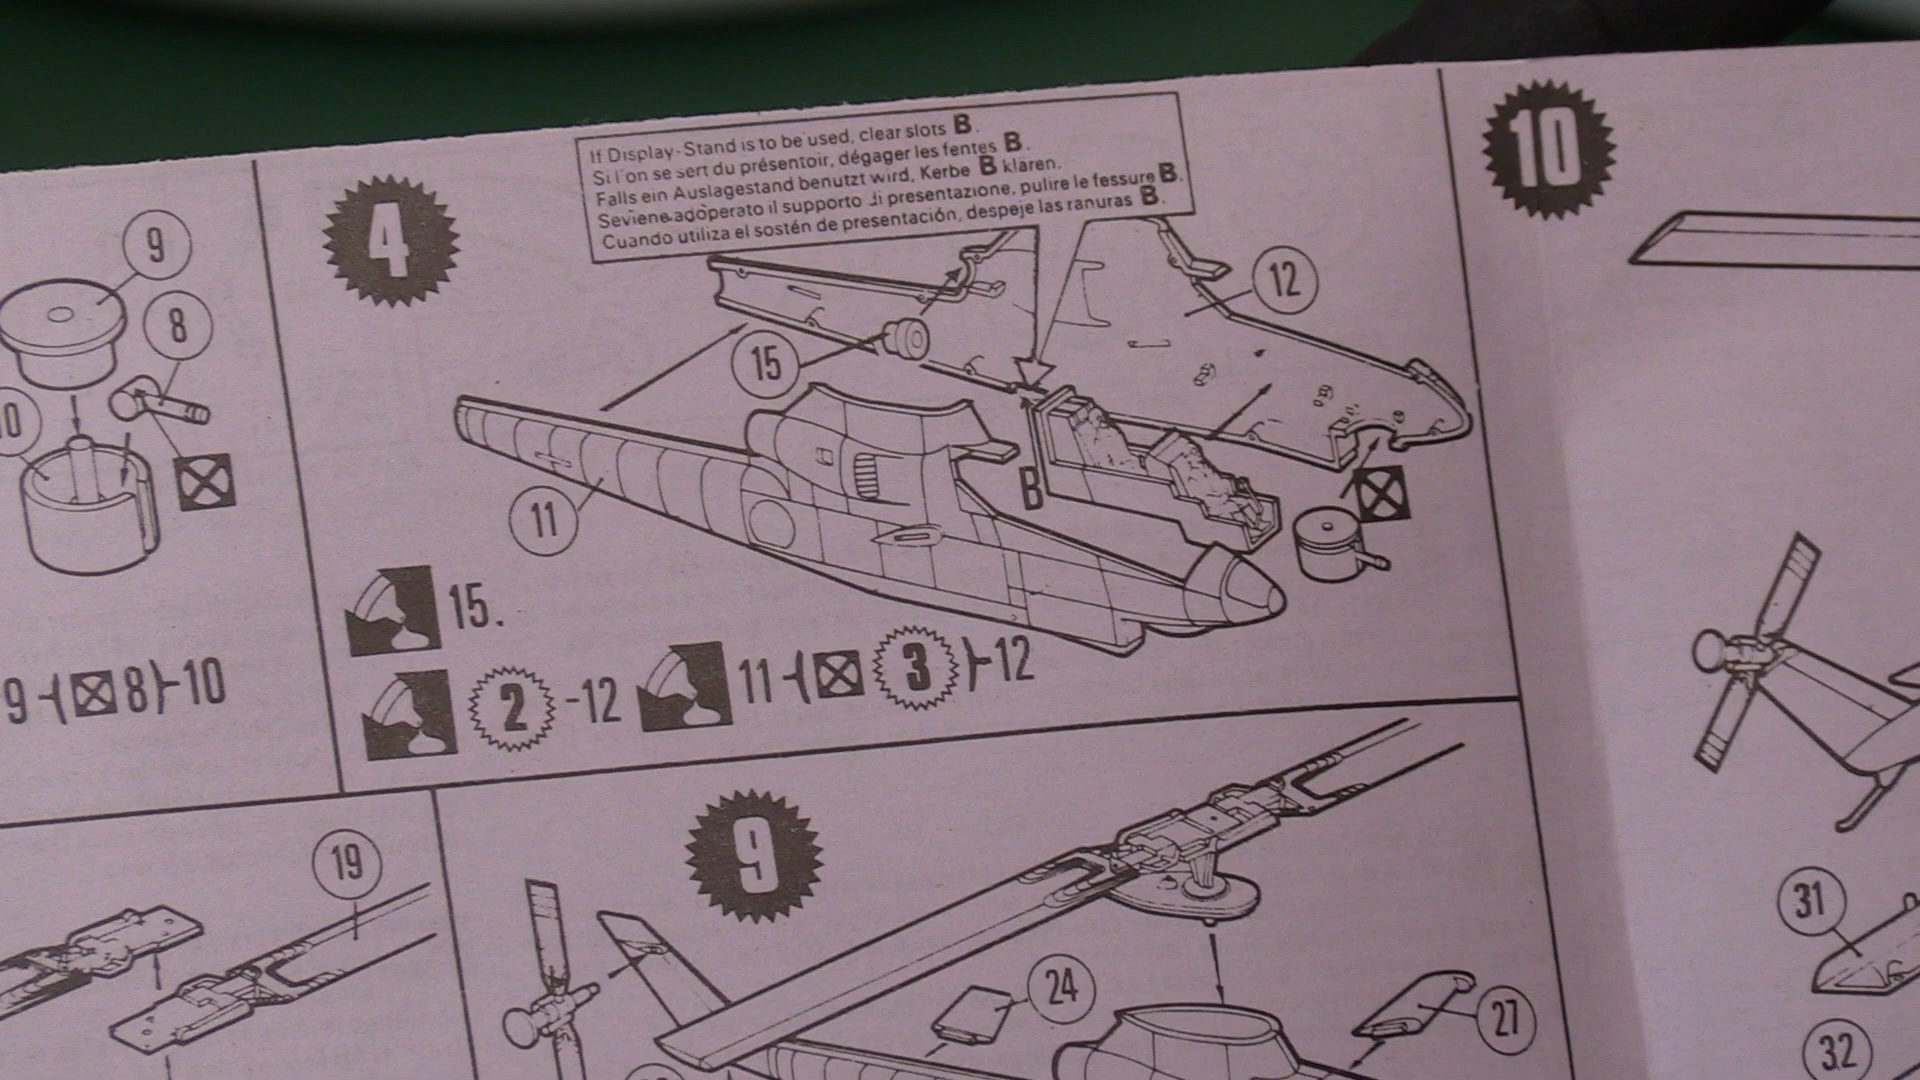 If Display-Stand is to be used, clear slots B.
Si l'on se sert du présentoir, dégager les fentes B.
Falls ein Auslagestand benutzt wird, Kerbe B klären.
Seviene adoperato il supporto di presentazione, pulire le fessure B.
Cuando utiliza el sostén de presentación, despeje las ranuras B.
4
10
9
8
12
15
11
B
15.
9-( 8)-10
2 -12
11-( 3 )-12
9
19
24
27
31
32